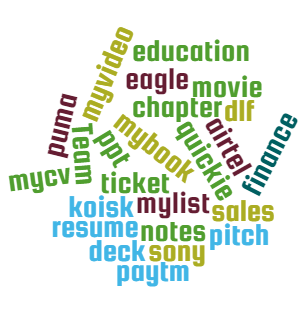 myvideo
education
eagle
movie
puma
chapter
dlf
Team
ppt
mybook
quickie
airtel
finance
mycv
ticket
koisk
mylist
sales
resume
notes
pitch
deck
sony
paytm